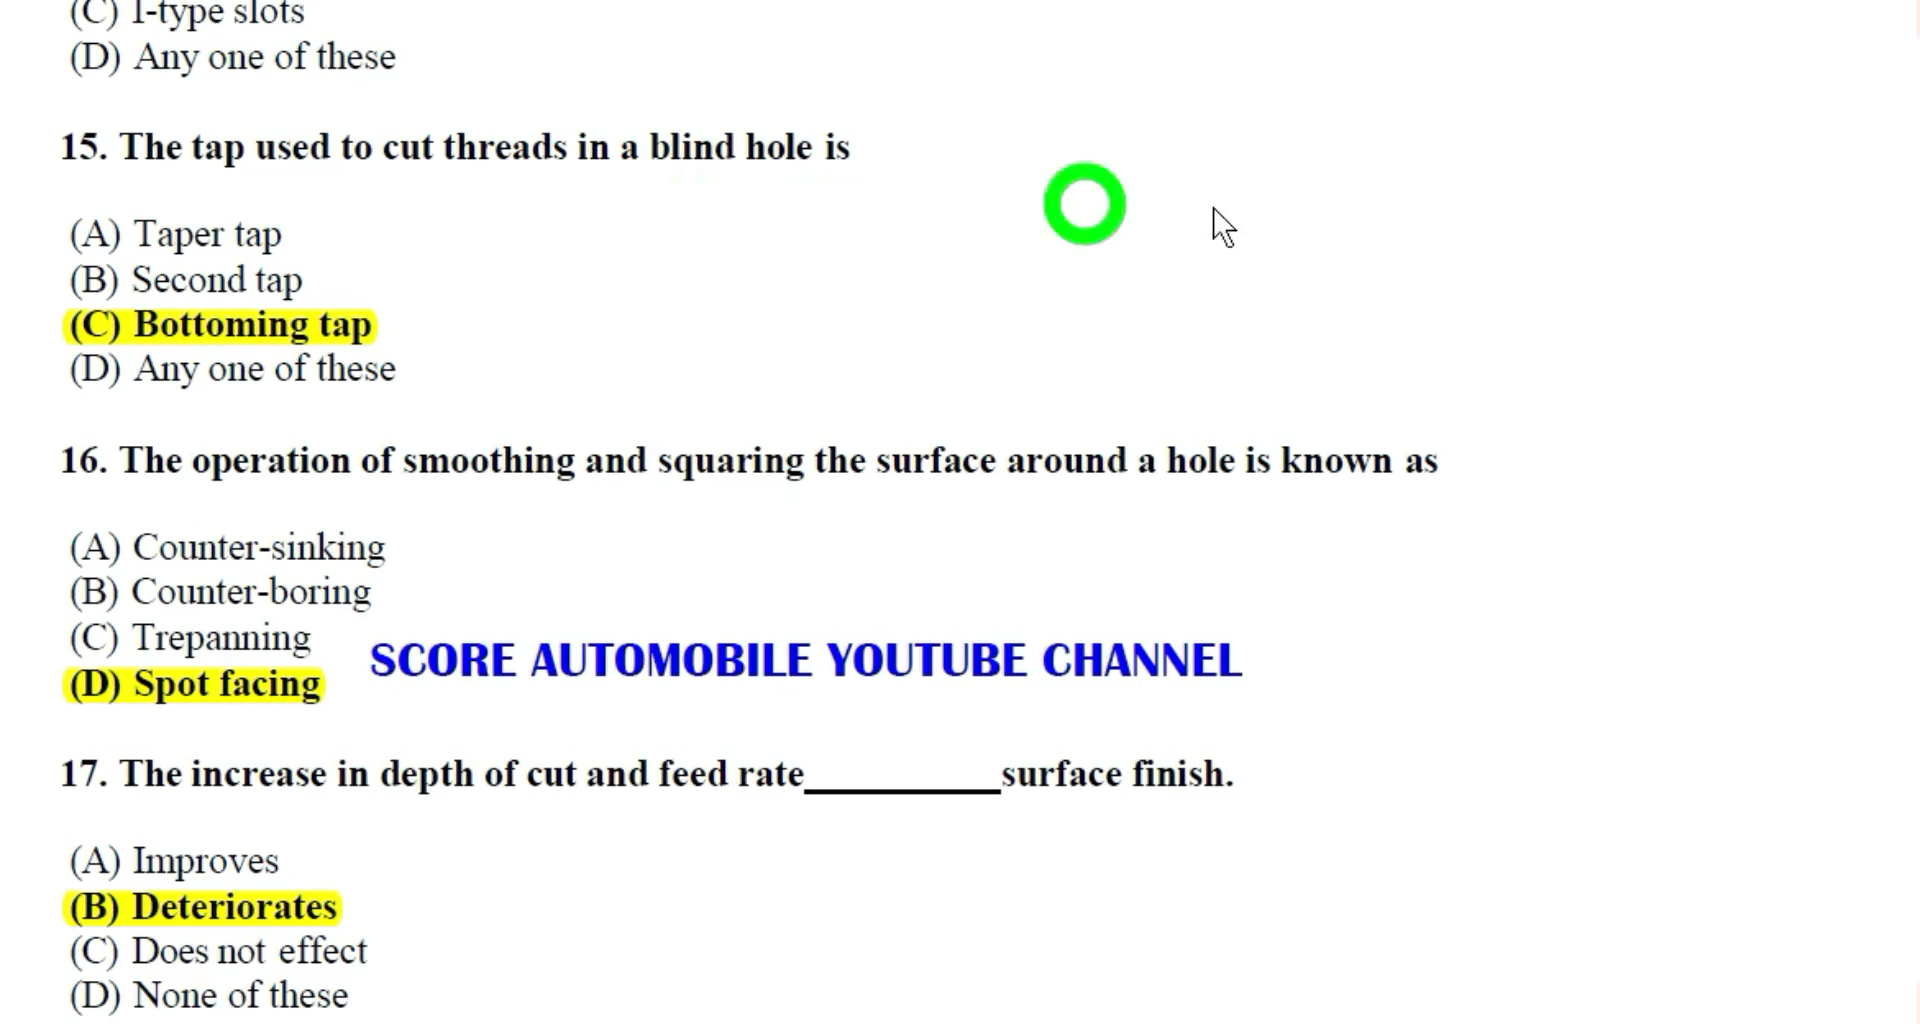 (C) I-type slots
(D) Any one of these
15. The tap used to cut threads in a blind hole is
(A) Taper tap
(B) Second tap
(C) Bottoming tap
(D) Any one of these
16. The operation of smoothing and squaring the surface around a hole is known as
(A) Counter-sinking
(B) Counter-boring
(C) Trepanning
(D) Spot facing
SCORE AUTOMOBILE YOUTUBE CHANNEL
17. The increase in depth of cut and feed rate__________surface finish.
(A) Improves
(B) Deteriorates
(C) Does not effect
(D) None of these